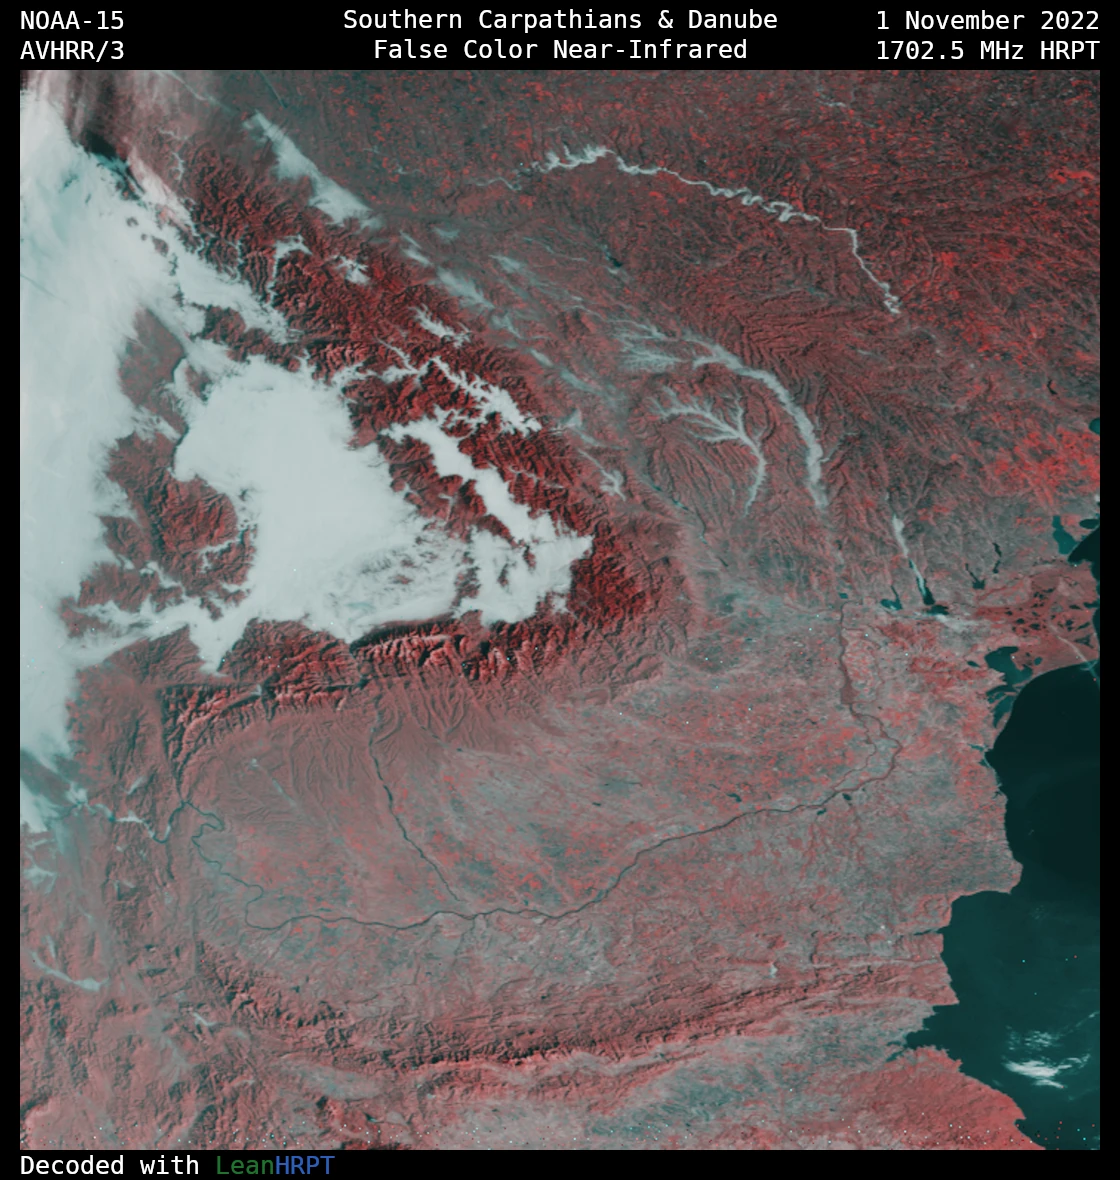 NOAA-15
AVHRR/3
Southern Carpathians & Danube
False Color Near-Infrared
1 November 2022
1702.5 MHz HRPT
Decoded with LeanHRPT